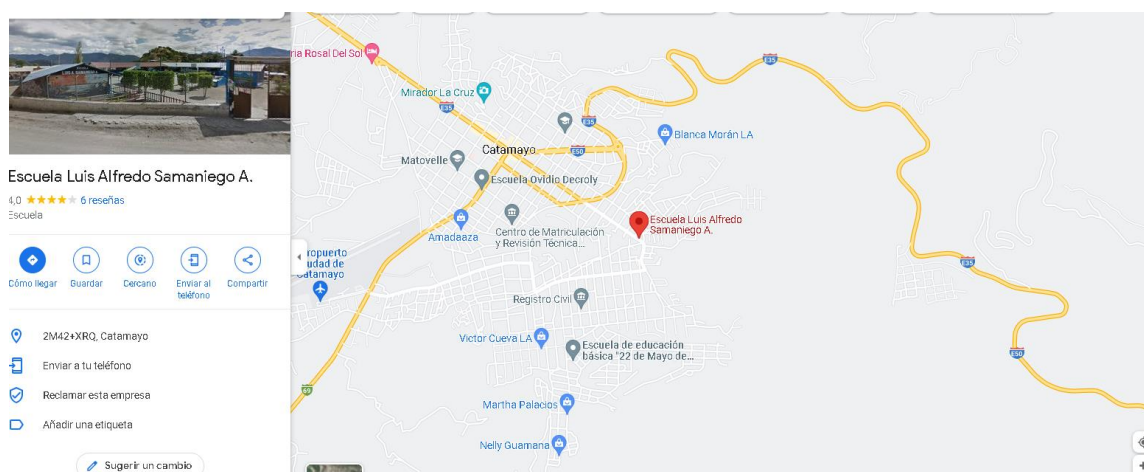 Escuela Luis Alfredo Samaniego A.
4,0
6 reseñas
Escuela
Cómo llegar
Guardar
Cercano
Enviar al
teléfono
Compartir
2M42+XRQ, Catamayo
Enviar a tu teléfono
Reclamar esta empresa
Añadir una etiqueta
Sugerir un cambio
Rosal Del Sol
E35
Mirador La Cruz
E35
E35
Blanca Morán LA
Catamayo
E50
Matovelle
Escuela Ovidio Decroly
Escuela Luis Alfredo
Samaniego A.
Amadaaza
Centro de Matriculación
y Revisión Técnica...
ropuerto
udad de
Catamayo
E35
Registro Civil
Victor Cueva LA
Escuela de educación
básica "22 de Mayo de...
E50
Martha Palacios
Nelly Guamana